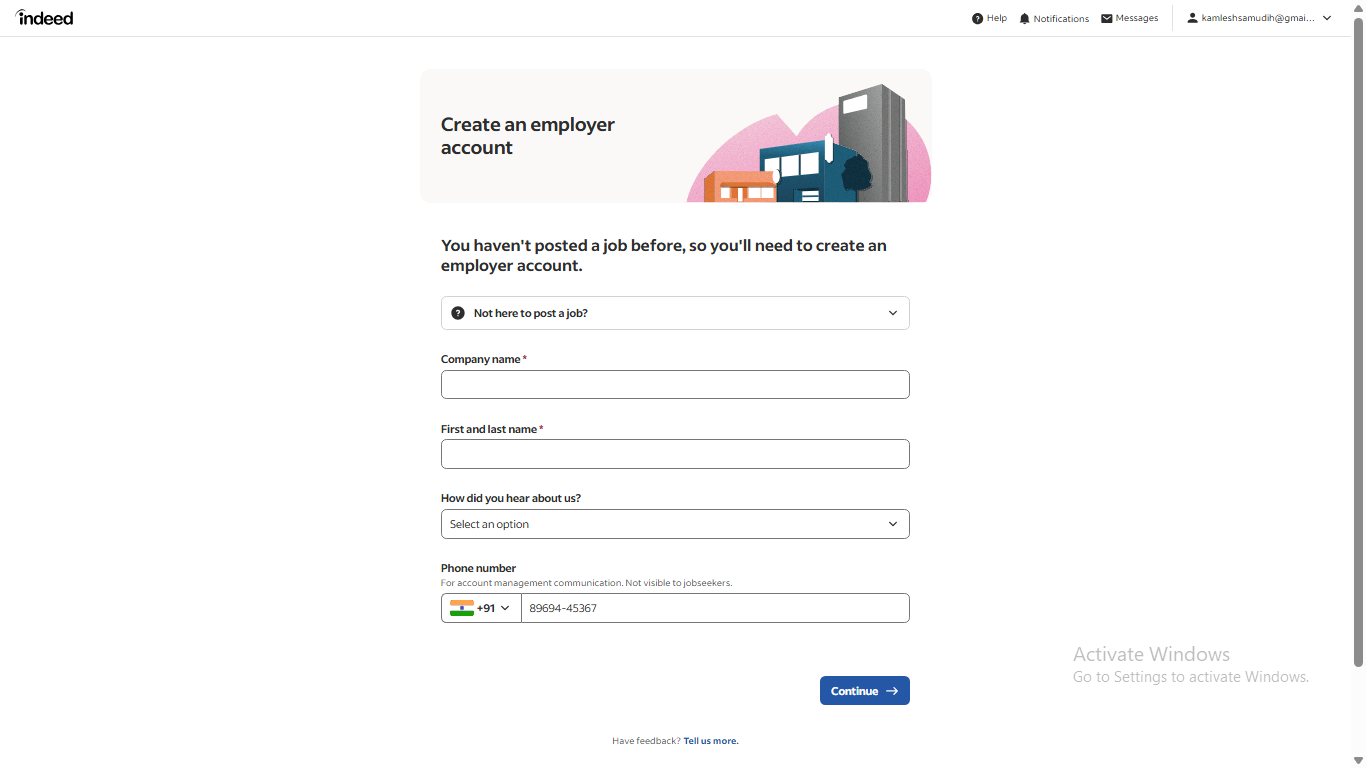 indeed
Help Notifications Messages kamleshsamudih@gmai...
Create an employer
account
You haven't posted a job before, so you'll need to create an
employer account.
Not here to post a job?
Company name *
First and last name *
How did you hear about us?
Select an option
Phone number
For account management communication. Not visible to jobseekers.
+91 89694-45367
Activate Windows
Go to Settings to activate Windows.
Continue
Have feedback? Tell us more.